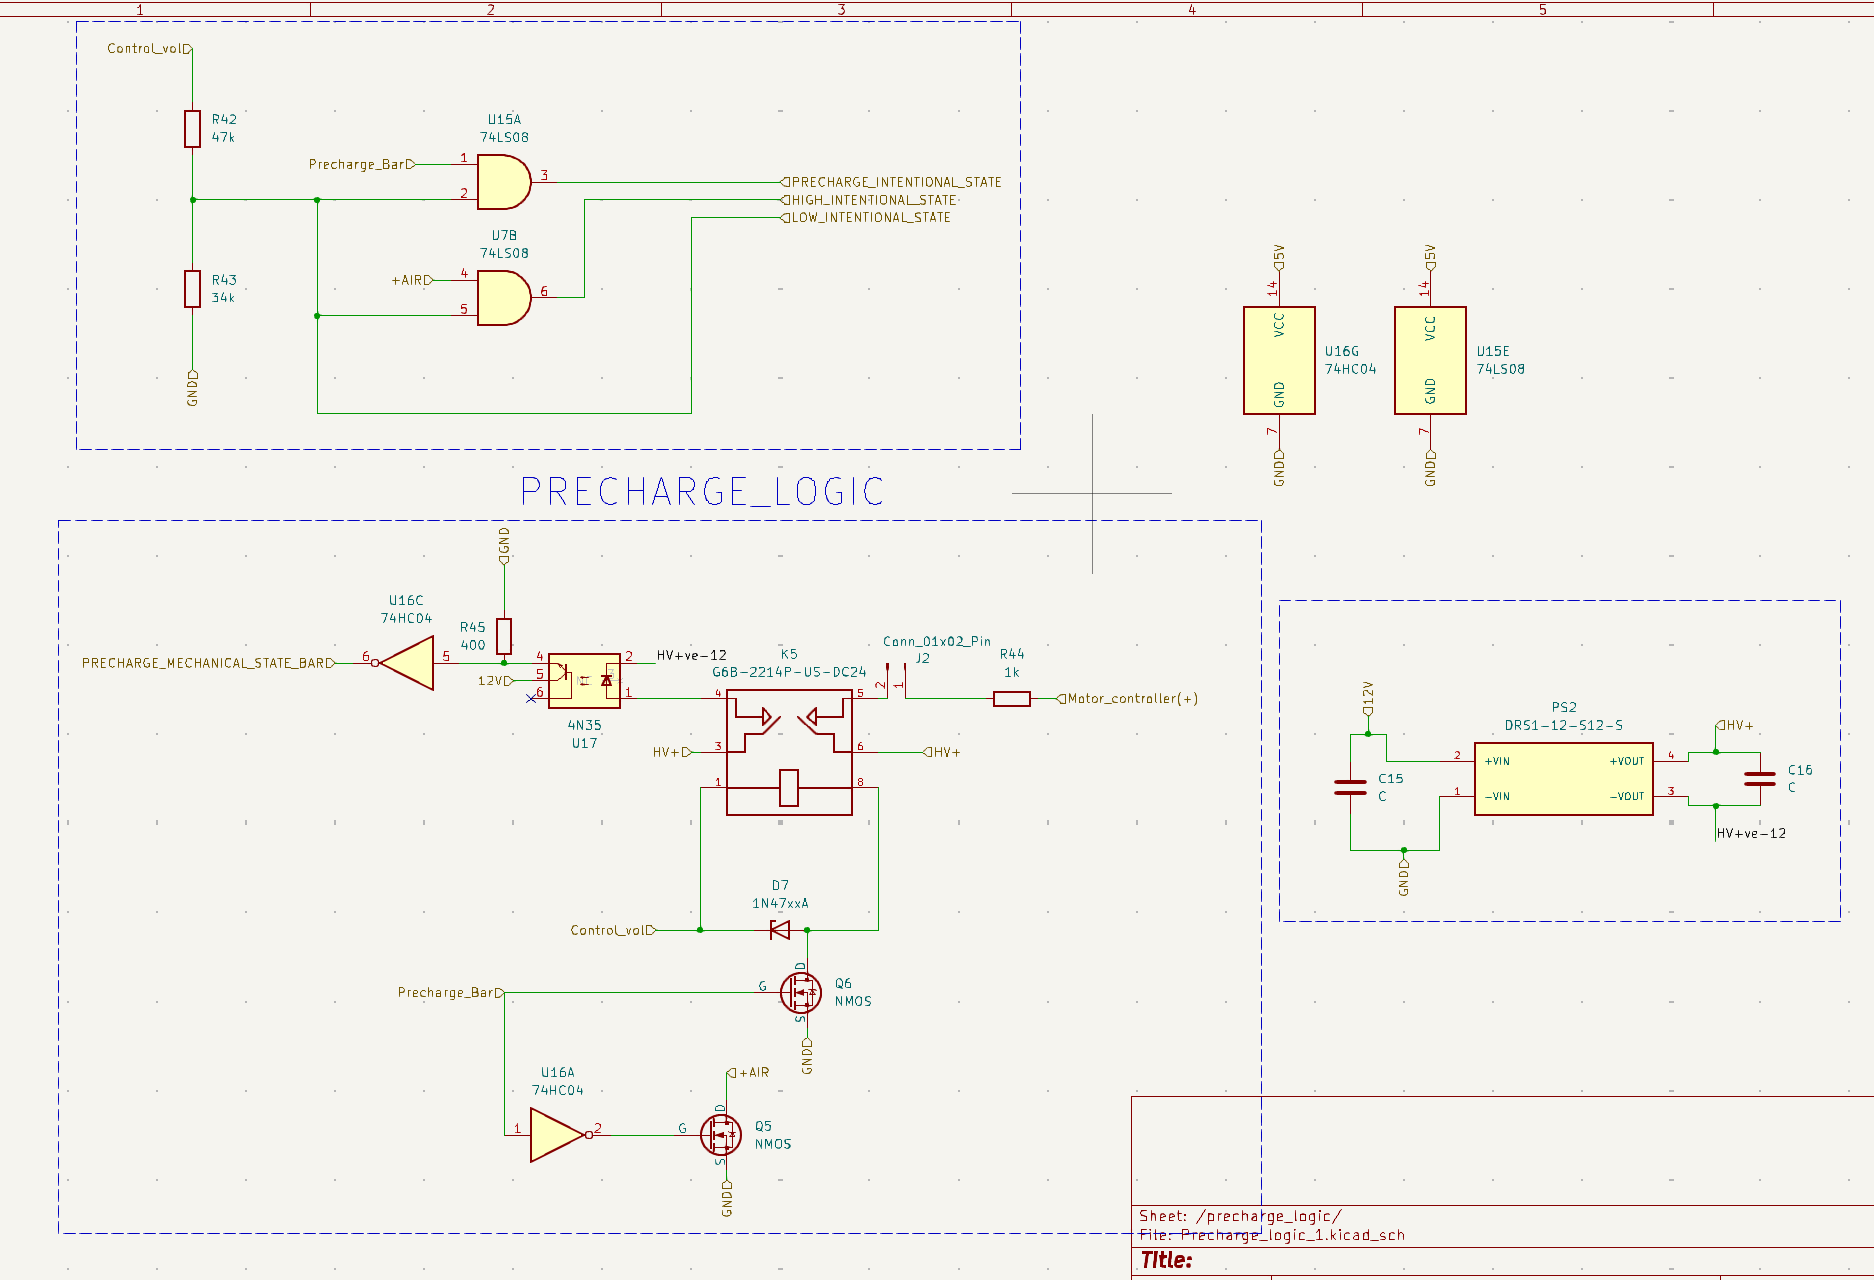 1 2 3 4 5
Control_vol
R42
47k
U15A
74LS08
Precharge_Bar
1
2
3
PRECHARGE_INTENTIONAL_STATE
HIGH_INTENTIONAL_STATE
LOW_INTENTIONAL_STATE
U7B
74LS08
+AIR
4
5
6
R43
34k
GND
5V
14
VCC
GND
7
GND
U16G
74HC04
5V
14
VCC
GND
7
GND
U15E
74LS08
PRECHARGE_LOGIC
GND
U16C
74HC04
R45
400
PRECHARGE_MECHANICAL_STATE_BAR
6
5
4
5
6
12V
2
1
HV+ve-12
4N35
U17
K5
G6B-2214P-US-DC24
4
3
1
5
6
8
HV+
HV+
Conn_01x02_Pin
J2
2
1
R44
1k
Motor_controller(+)
D7
1N47xxA
Control_vol
Precharge_Bar
G
D
S
Q6
NMOS
GND
U16A
74HC04
1
2
+AIR
G
D
S
Q5
NMOS
GND
12V
C15
C
GND
PS2
DRS1-12-S12-S
2
1
+VIN
-VIN
+VOUT
-VOUT
4
3
HV+
C16
C
HV+ve-12
Sheet: /precharge_logic/
File: Precharge_logic_1.kicad_sch
Title: